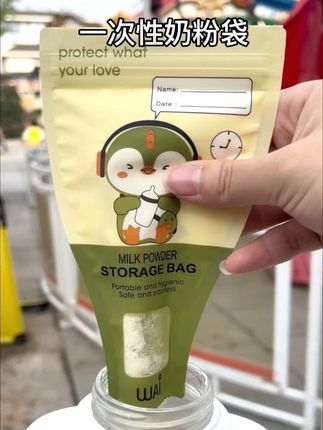 一次性奶粉袋
protect what
your love
Name:
Date:
MILK POWDER
STORAGE BAG
Portable and hygienic
Safe and odorless